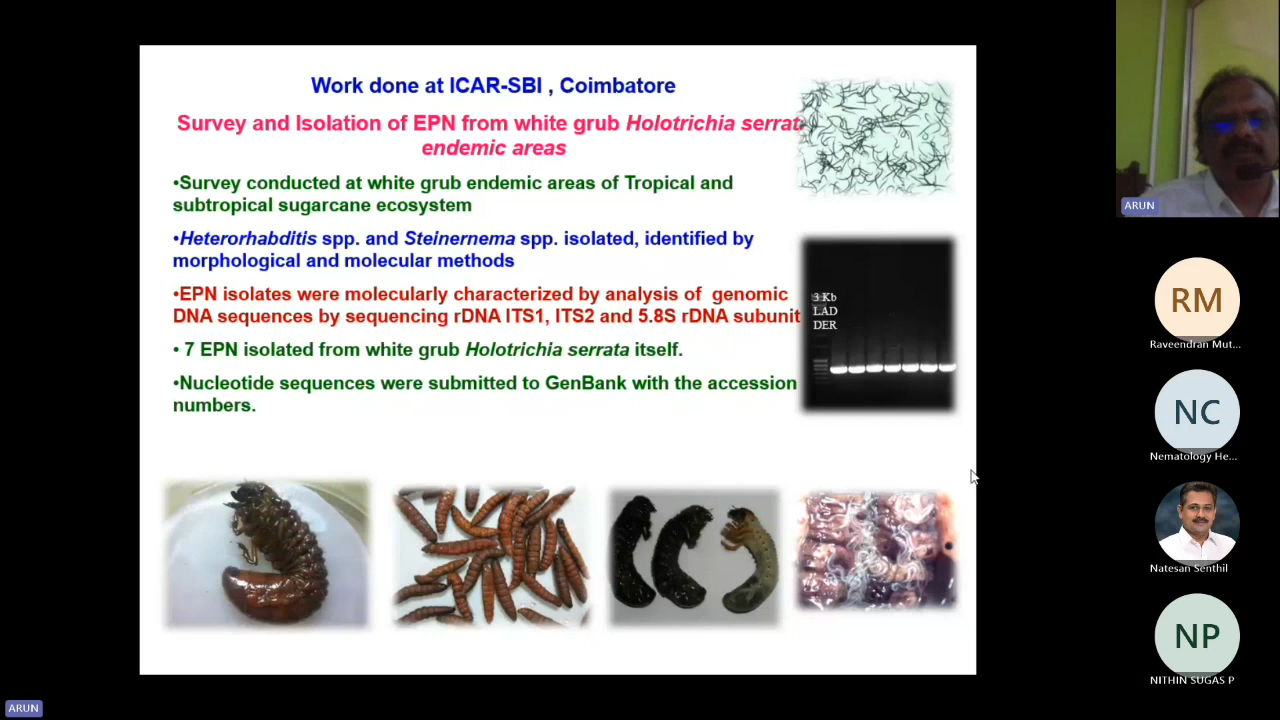 Work done at ICAR-SBI , Coimbatore
Survey and Isolation of EPN from white grub Holotrichia serrat
endemic areas
•Survey conducted at white grub endemic areas of Tropical and
subtropical sugarcane ecosystem
•Heterorhabditis spp. and Steinernema spp. isolated, identified by
morphological and molecular methods
•EPN isolates were molecularly characterized by analysis of genomic
DNA sequences by sequencing rDNA ITS1, ITS2 and 5.8S rDNA subunit
• 7 EPN isolated from white grub Holotrichia serrata itself.
•Nucleotide sequences were submitted to GenBank with the accession
numbers.
3 Kb
LAD
DER
ARUN
RM
Raveendran Mut...
NC
Nematology He...
Natesan Senthil
NP
NITHIN SUGAS P
ARUN